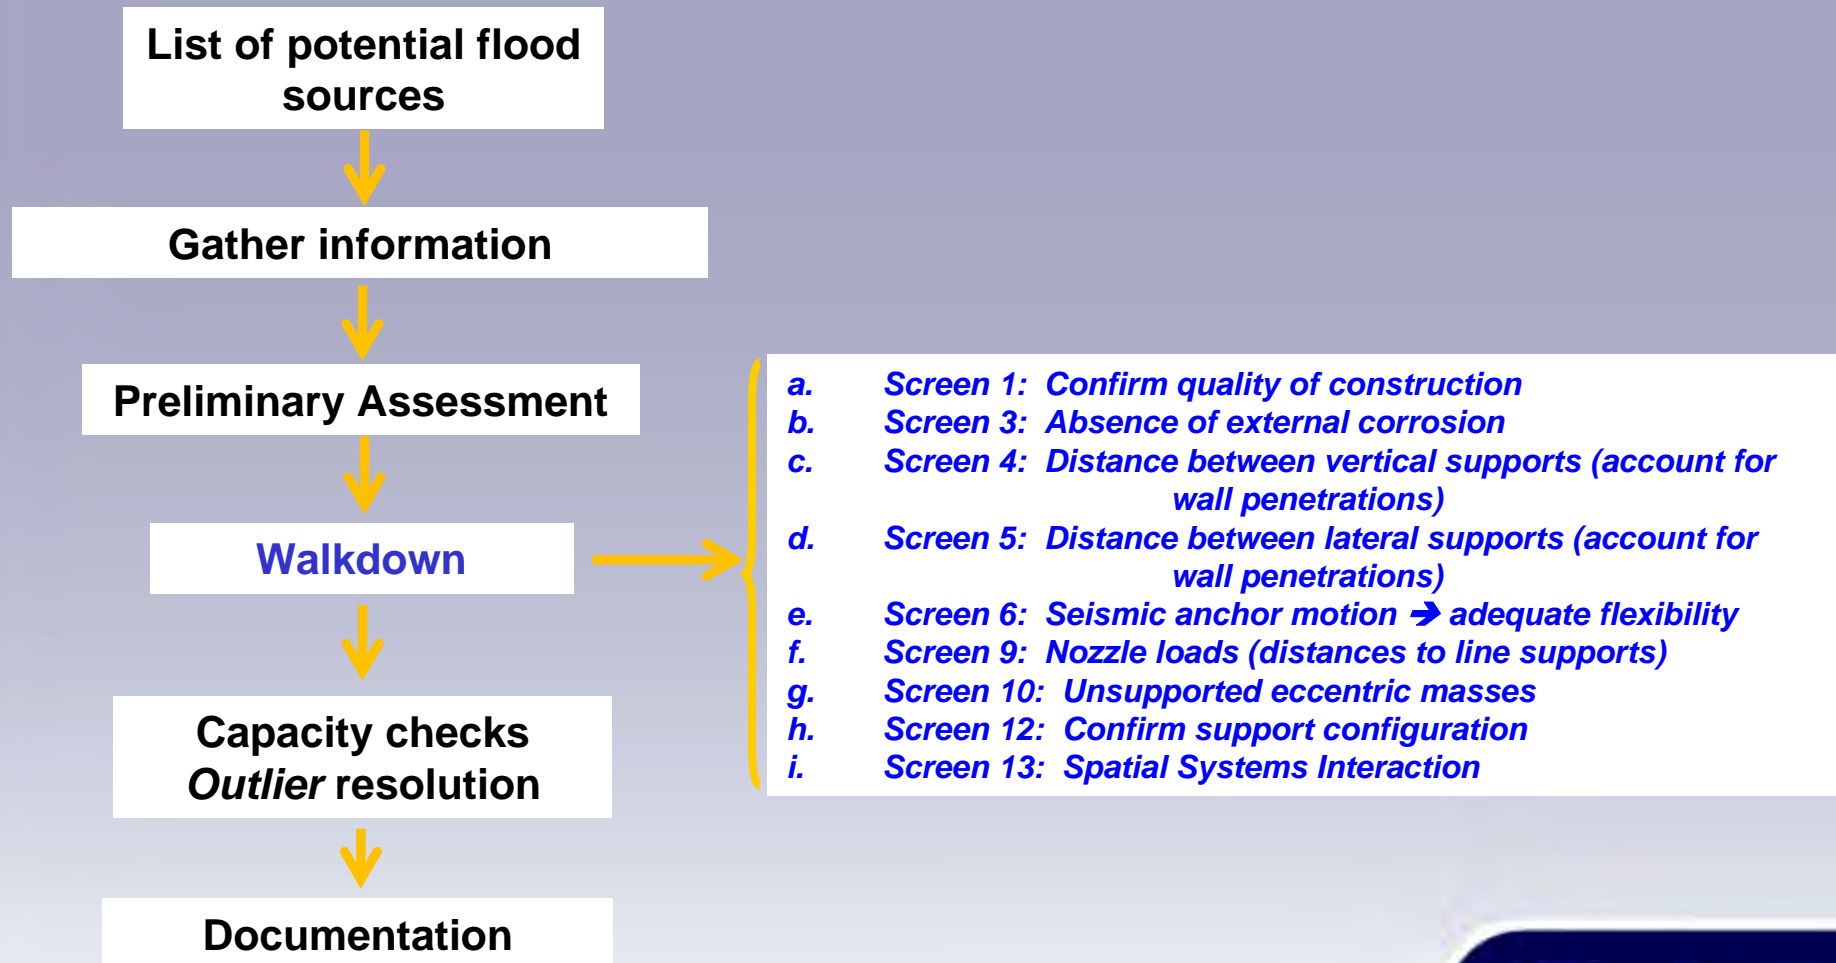 List of potential flood
sources
Gather information
Preliminary Assessment
Walkdown
Capacity checks
Outlier resolution
Documentation
a. Screen 1: Confirm quality of construction
b. Screen 3: Absence of external corrosion
c. Screen 4: Distance between vertical supports (account for
wall penetrations)
d. Screen 5: Distance between lateral supports (account for
wall penetrations)
e. Screen 6: Seismic anchor motion ➔ adequate flexibility
f. Screen 9: Nozzle loads (distances to line supports)
g. Screen 10: Unsupported eccentric masses
h. Screen 12: Confirm support configuration
i. Screen 13: Spatial Systems Interaction